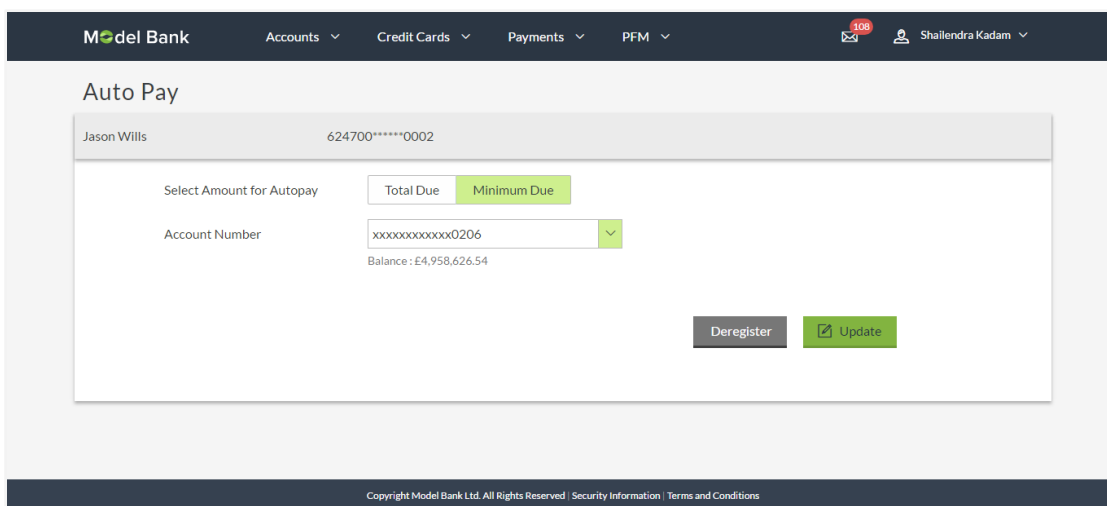 Model Bank Accounts Credit Cards Payments PFM 108 Shailendra Kadam
Auto Pay
Jason Wills 624700******0002
Select Amount for Autopay Total Due Minimum Due
Account Number xxxxxxxxxxxx0206
Balance : £4,958,626.54
Deregister Update
Copyright Model Bank Ltd. All Rights Reserved | Security Information | Terms and Conditions